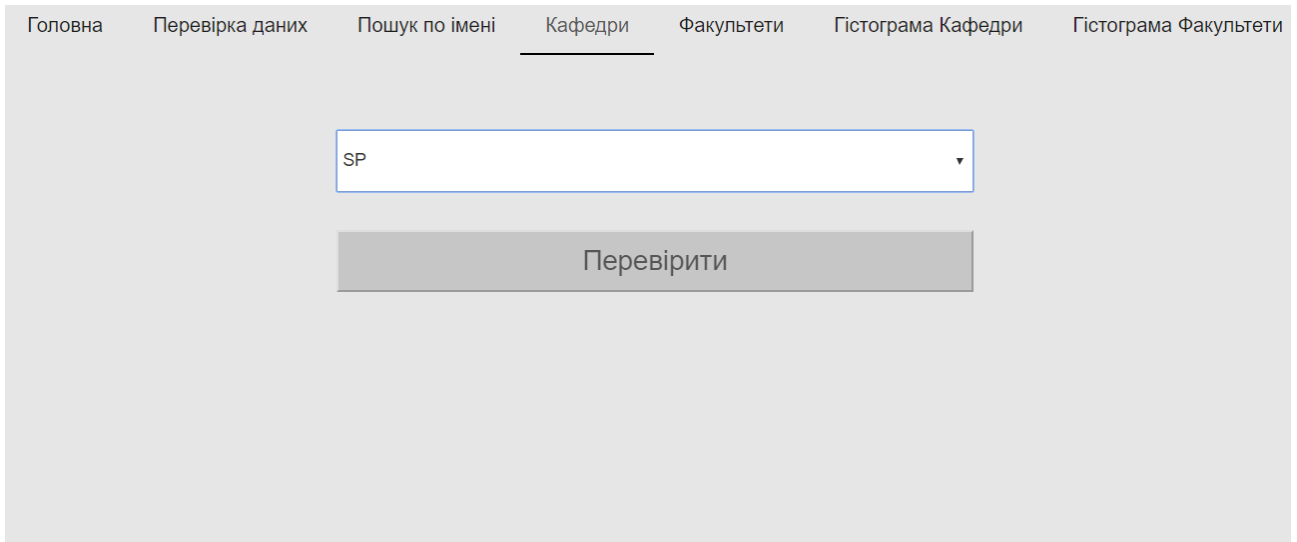 Головна Перевірка даних Пошук по імені Кафедри Факультети Гістограма Кафедри Гістограма Факультети
SP
Перевірити